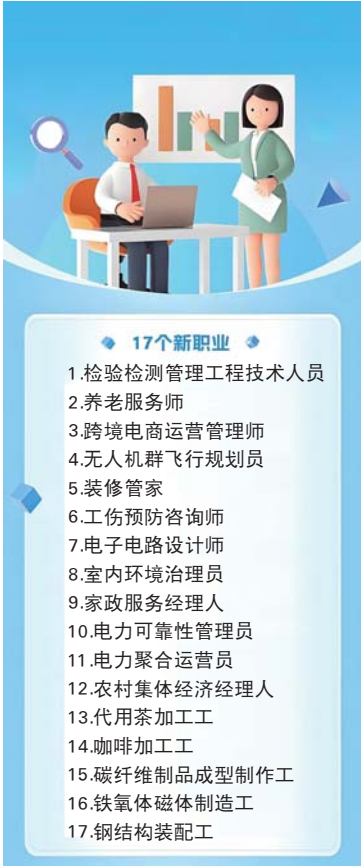 17个新职业
1.检验检测管理工程技术人员
2.养老服务师
3.跨境电商运营管理师
4.无人机群飞行规划员
5.装修管家
6.工伤预防咨询师
7.电子电路设计师
8.室内环境治理员
9.家政服务经理人
10.电力可靠性管理员
11.电力聚合运营员
12.农村集体经济经理人
13.代用茶加工工
14.咖啡加工工
15.碳纤维制品成型制作工
16.铁氧体磁体制造工
17.钢结构装配工